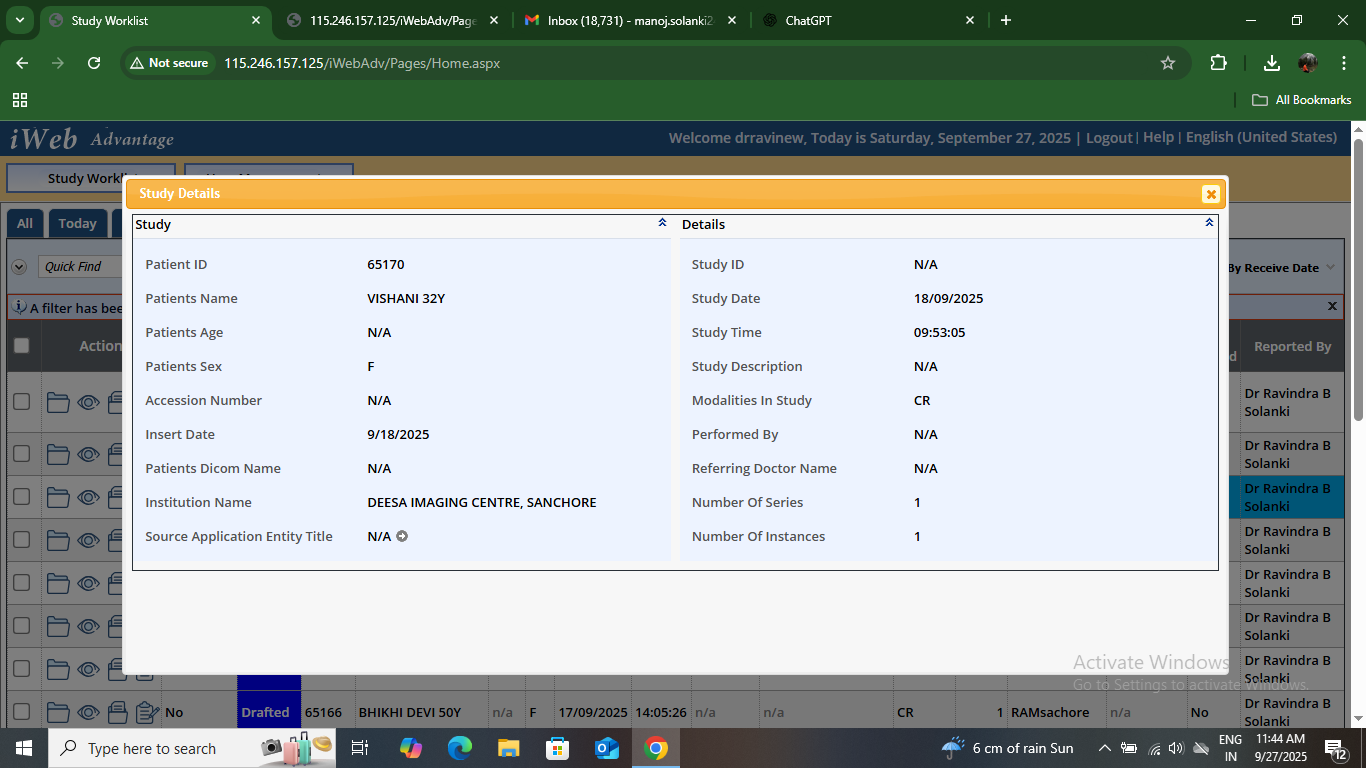 Study Worklist
115.246.157.125/iWebAdv/Page
Inbox (18,731) - manoj.solanki2
ChatGPT
Not secure
115.246.157.125/iWebAdv/Pages/Home.aspx
All Bookmarks
iWeb Advantage
Welcome drravinew, Today is Saturday, September 27, 2025 | Logout | Help | English (United States)
Study Workli
Study Details
All
Today
Study
Details
Quick Find
By Receive Date
Patient ID 65170
Study ID N/A
Patients Name VISHANI 32Y
Study Date 18/09/2025
A filter has bee
Patients Age N/A
Study Time 09:53:05
Action
Reported By
Patients Sex F
Study Description N/A
Accession Number N/A
Modalities In Study CR
Dr Ravindra B
Solanki
Insert Date 9/18/2025
Performed By N/A
Dr Ravindra B
Solanki
Patients Dicom Name N/A
Referring Doctor Name N/A
Dr Ravindra B
Solanki
Institution Name DEESA IMAGING CENTRE, SANCHORE
Number Of Series 1
Source Application Entity Title N/A
Number Of Instances 1
Dr Ravindra B
Solanki
Dr Ravindra B
Solanki
Dr Ravindra B
Solanki
Dr Ravindra B
Solanki
Activate Windows
Go to Settings to activate Windows.
No Drafted 65166 BHIKHI DEVI 50Y n/a F 17/09/2025 14:05:26 n/a n/a CR 1 RAMsachore n/a No
Dr Ravindra B
Solanki
Type here to search
6 cm of rain Sun
ENG
IN
11:44 AM
9/27/2025
12